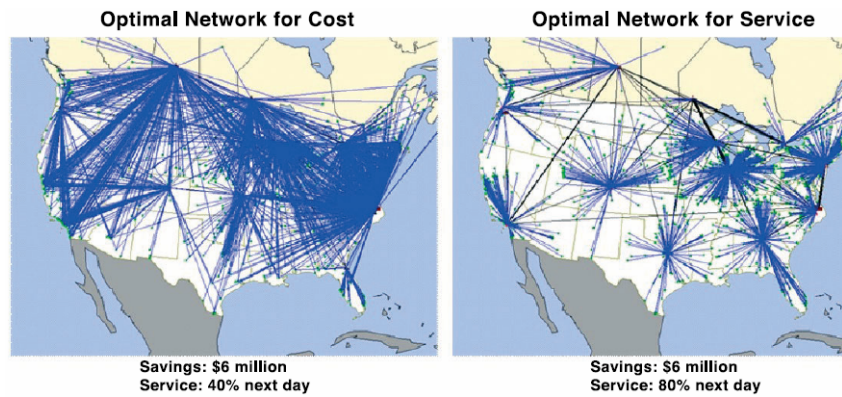 Optimal Network for Cost
Optimal Network for Service
Savings: $6 million
Service: 40% next day
Savings: $6 million
Service: 80% next day